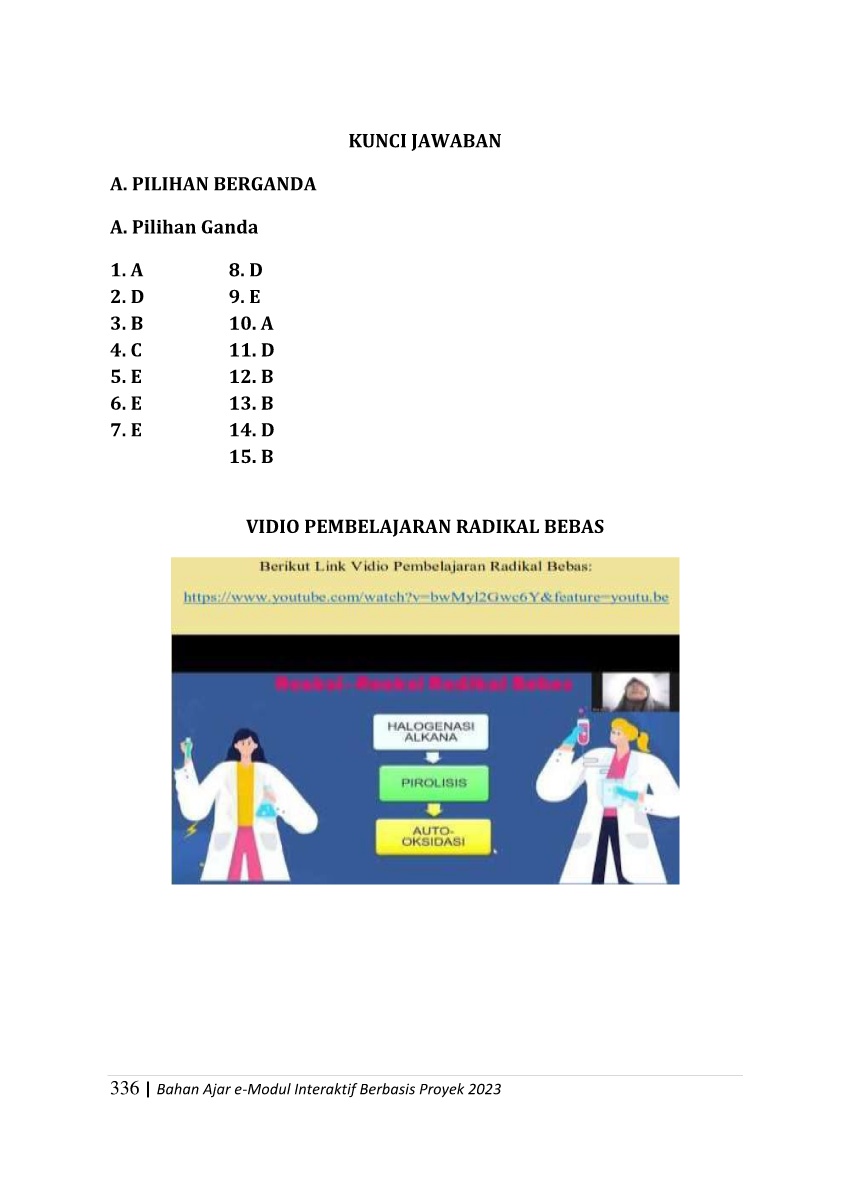 KUNCI JAWABAN
A. PILIHAN BERGANDA
A. Pilihan Ganda
1. A
2. D
3. B
4. C
5. E
6. E
7. E
8. D
9. E
10. A
11. D
12. B
13. B
14. D
15. B
VIDIO PEMBELAJARAN RADIKAL BEBAS
Berikut Link Vidio Pembelajaran Radikal Bebas:
https://www.youtube.com/watch?v=bwMyl2Gwc6Y&feature=youtu.be
Reaksi -Reaksi Radikal Bebas
HALOGENASI
ALKANA
PIROLISIS
AUTO-
OKSIDASI
336 | Bahan Ajar e-Modul Interaktif Berbasis Proyek 2023